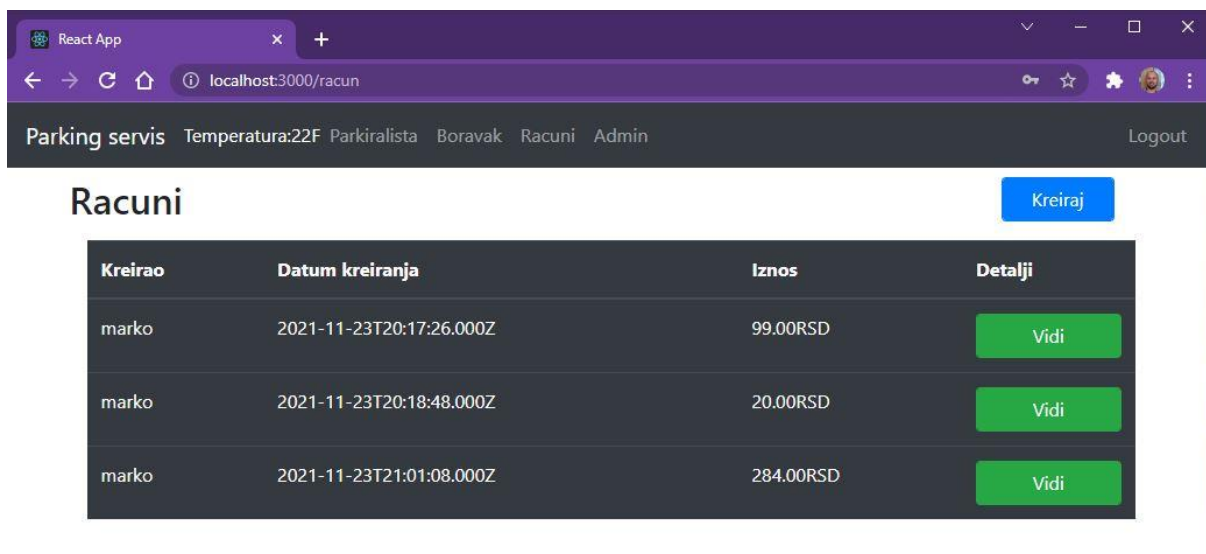 React App
localhost:3000/racun
Parking servis Temperatura:22F Parkiralista Boravak Racuni Admin Logout
Racuni Kreiraj
Kreirao Datum kreiranja Iznos Detalji
marko 2021-11-23T20:17:26.000Z 99.00RSD Vidi
marko 2021-11-23T20:18:48.000Z 20.00RSD Vidi
marko 2021-11-23T21:01:08.000Z 284.00RSD Vidi